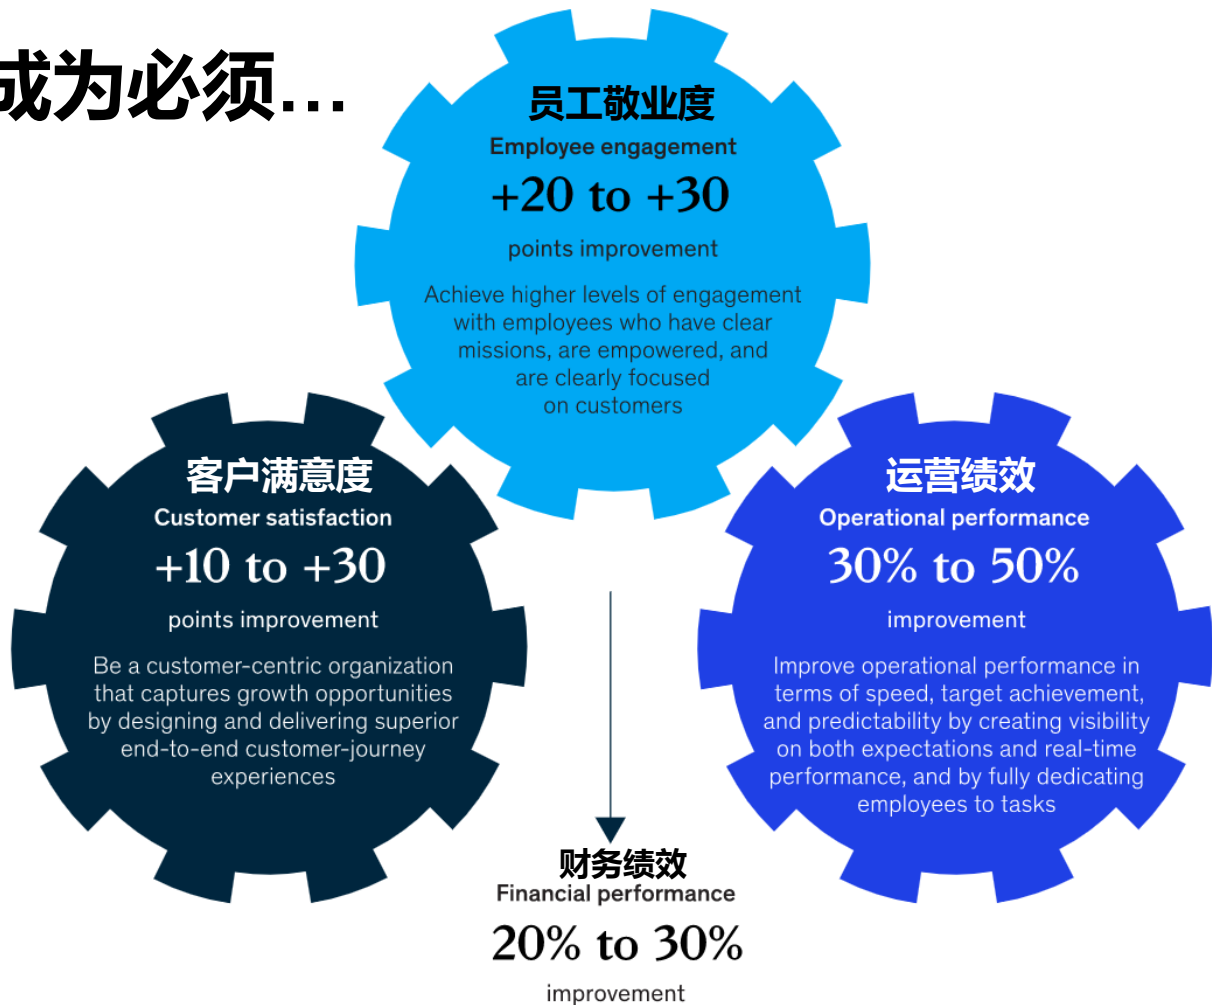 成为必须...
员工敬业度
Employee engagement
+20 to +30
points improvement
Achieve higher levels of engagement
with employees who have clear
missions, are empowered, and
are clearly focused
on customers
客户满意度
Customer satisfaction
+10 to +30
points improvement
Be a customer-centric organization
that captures growth opportunities
by designing and delivering superior
end-to-end customer-journey
experiences
运营绩效
Operational performance
30% to 50%
improvement
Improve operational performance in
terms of speed, target achievement,
and predictability by creating visibility
on both expectations and real-time
performance, and by fully dedicating
employees to tasks
财务绩效
Financial performance
20% to 30%
improvement